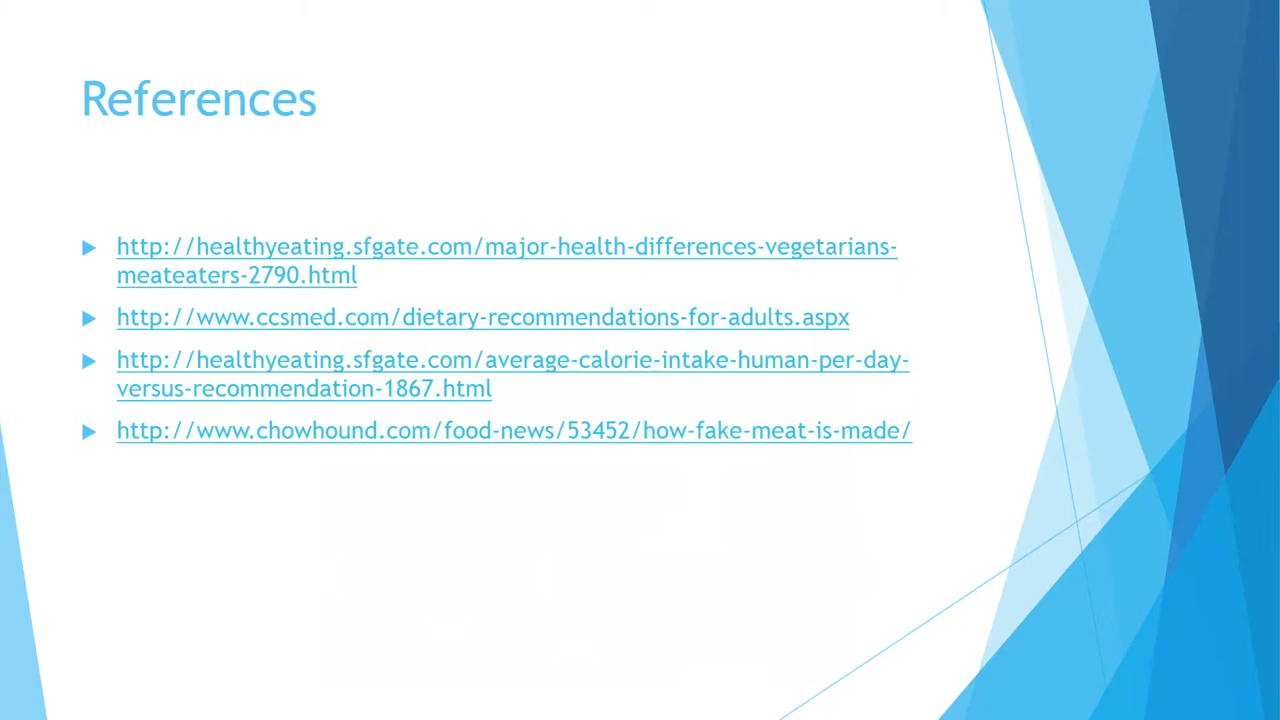 References
http://healthyeating.sfgate.com/major-health-differences-vegetarians-
meateaters-2790.html
http://www.ccsmed.com/dietary-recommendations-for-adults.aspx
http://healthyeating.sfgate.com/average-calorie-intake-human-per-day-
versus-recommendation-1867.html
http://www.chowhound.com/food-news/53452/how-fake-meat-is-made/